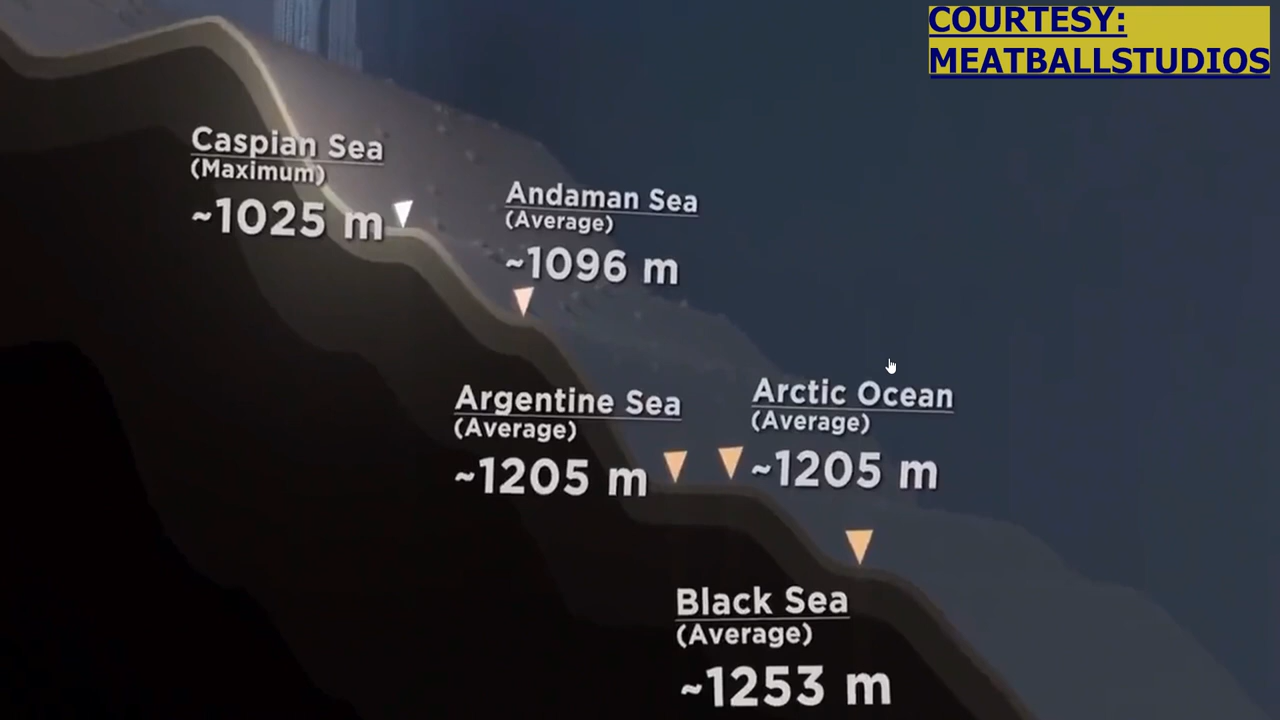 COURTESY:
MEATBALLSTUDIOS
Caspian Sea
(Maximum)
~1025 m
Andaman Sea
(Average)
~1096 m
Argentine Sea
(Average)
~1205 m
Arctic Ocean
(Average)
~1205 m
Black Sea
(Average)
~1253 m